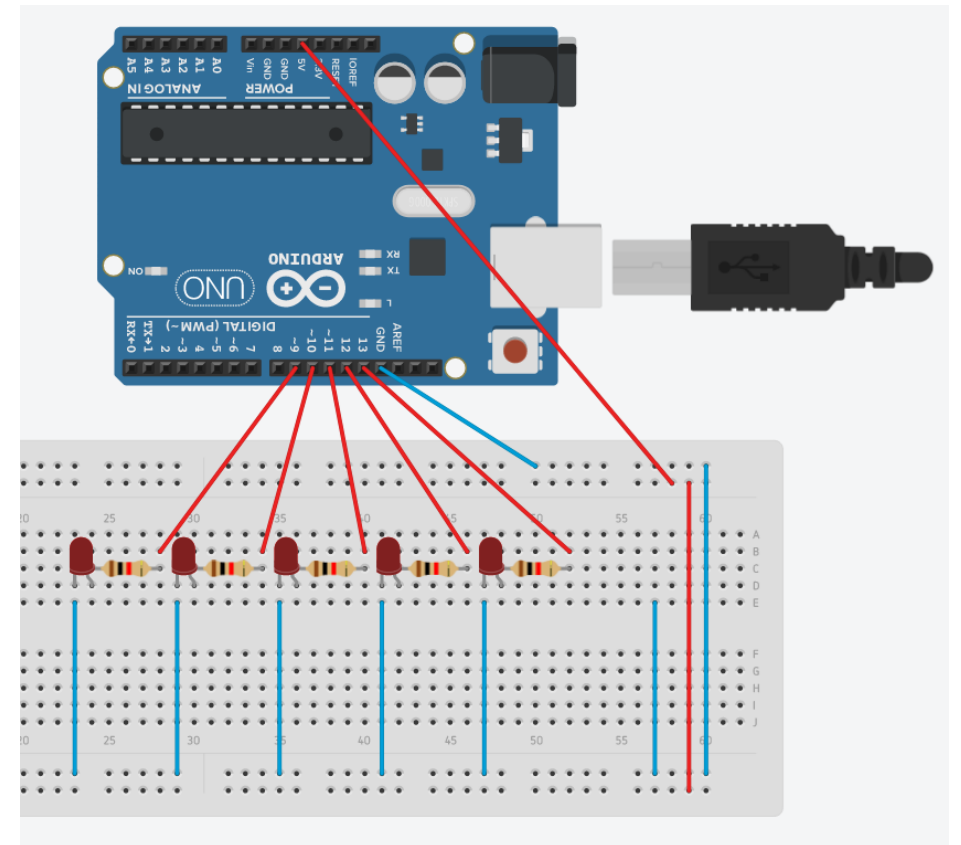 A5 A4 A3 A2 A1 A0 Vin GND GND 5V 3.3V RESET IOREF
ANALOG IN POWER
RX
TX
ON
ARDUINO
UNO
L
DIGITAL (PWM ~)
RX←0 TX→1 2 ~3 4 ~5 ~6 7 8 ~9 ~10 ~11 12 13 GND AREF
20 25 30 35 40 45 50 55 60
A
B
C
D
E
F
G
H
I
J
20 25 30 35 40 45 50 55 60